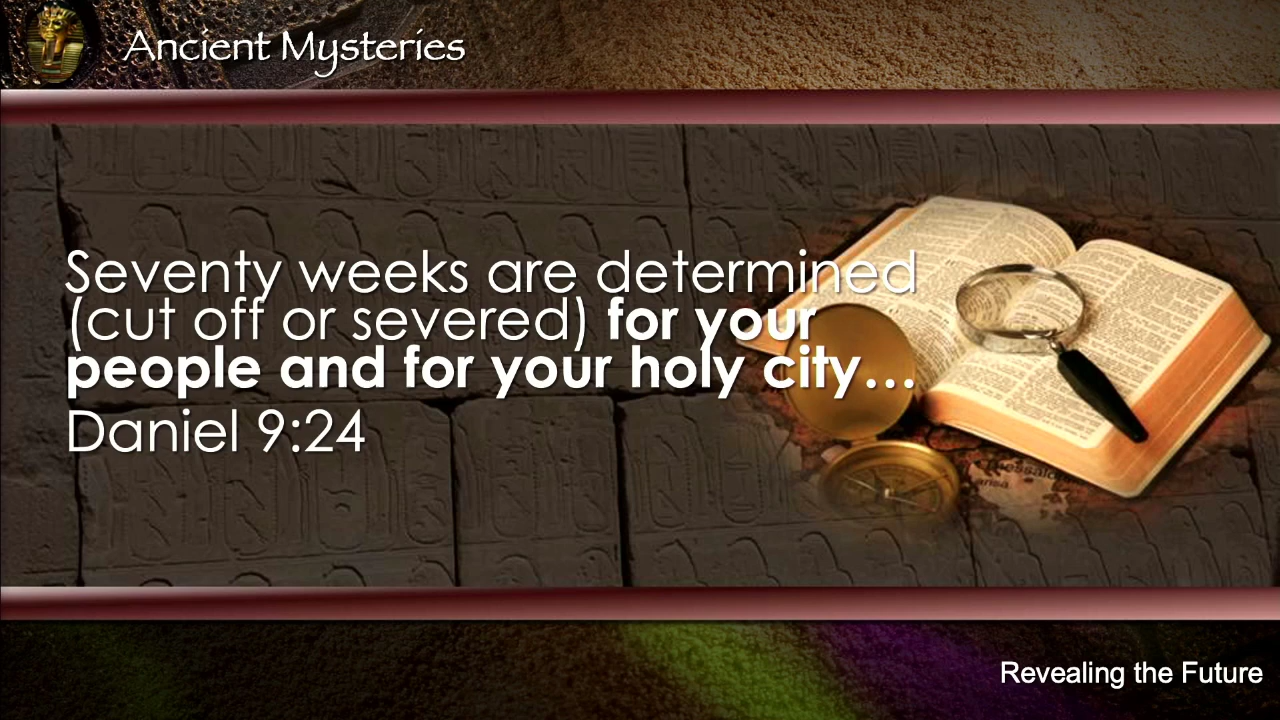 Ancient Mysteries
Seventy weeks are determined
(cut off or severed) for your
people and for your holy city…
Daniel 9:24
Revealing the Future